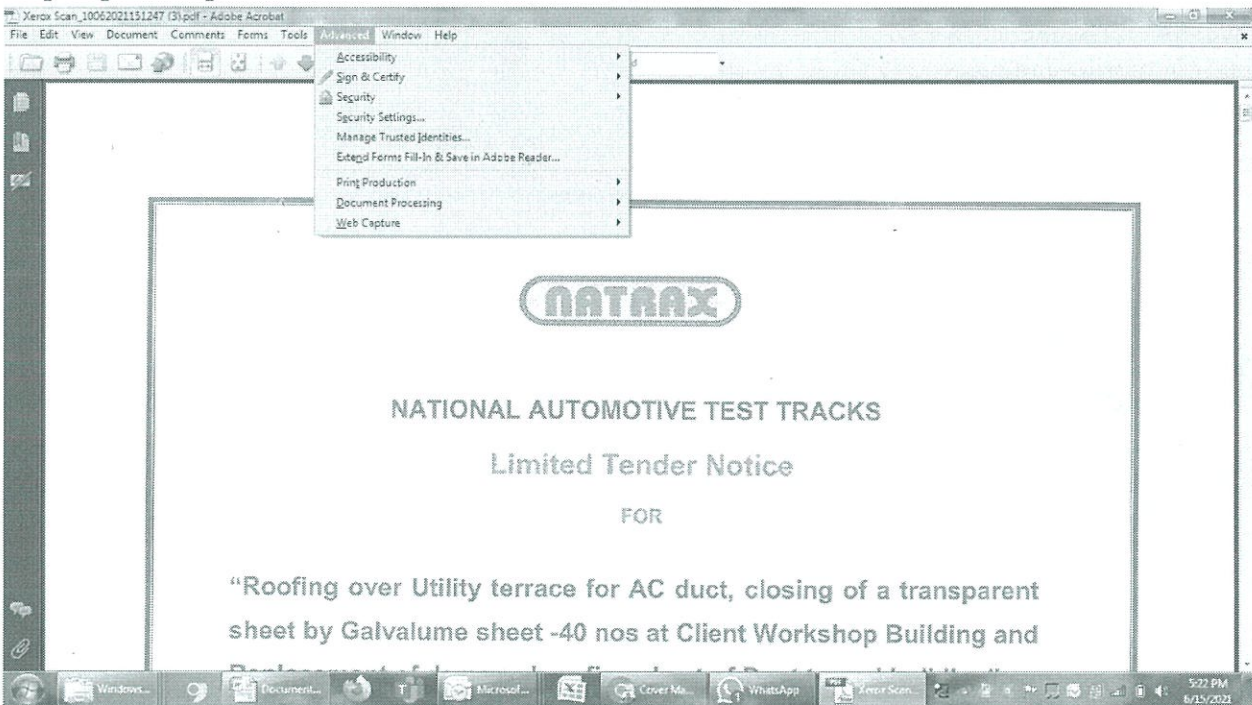 Xerox Scan_10062021151247 (3).pdf - Adobe Acrobat
File Edit View Document Comments Forms Tools Advanced Window Help
Accessibility
Sign & Certify
Security
Security Settings...
Manage Trusted Identities...
Extend Forms Fill-In & Save in Adobe Reader...
Print Production
Document Processing
Web Capture
NATRAX
NATIONAL AUTOMOTIVE TEST TRACKS
Limited Tender Notice
FOR
“Roofing over Utility terrace for AC duct, closing of a transparent
sheet by Galvalume sheet -40 nos at Client Workshop Building and
Windows... Document... Microsof... Cover Ma... WhatsApp Xerox Scan... 5:22 PM
6/15/2021